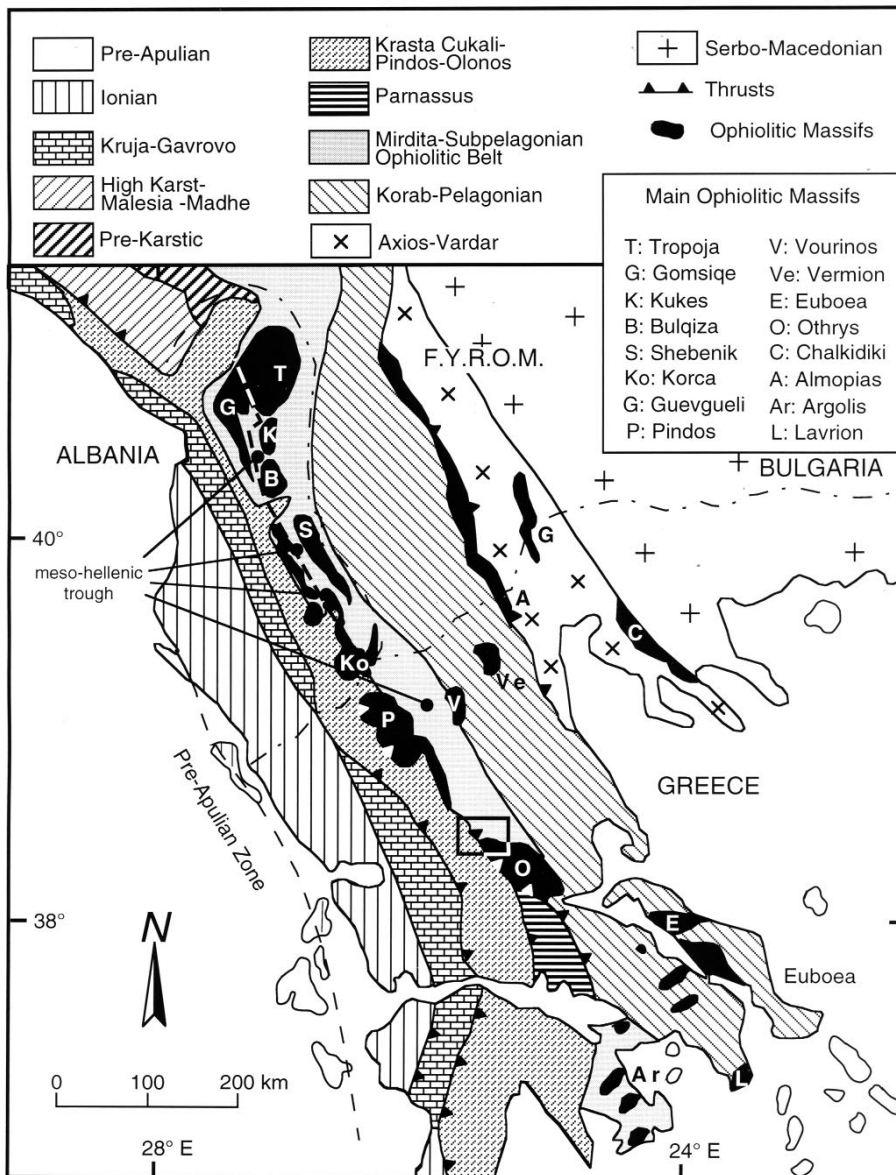 Pre-Apulian
Ionian
Kruja-Gavrovo
High Karst-
Malesia -Madhe
Pre-Karstic
Krasta Cukali-
Pindos-Olonos
Parnassus
Mirdita-Subpelagonian
Ophiolitic Belt
Korab-Pelagonian
Axios-Vardar
Serbo-Macedonian
Thrusts
Ophiolitic Massifs
Main Ophiolitic Massifs
T: Tropoja
G: Gomsiqe
K: Kukes
B: Bulqiza
S: Shebenik
Ko: Korca
G: Guevgueli
P: Pindos
V: Vourinos
Ve: Vermion
E: Euboea
O: Othrys
C: Chalkidiki
A: Almopias
Ar: Argolis
L: Lavrion
F.Y.R.O.M.
T
G
K
ALBANIA
B
BULGARIA
S
G
40°
meso-hellenic
trough
A
C
Ko
Ve
P
V
GREECE
Pre-Apulian Zone
O
38°
E
N
Euboea
Ar
L
0 100 200 km
28° E
24° E